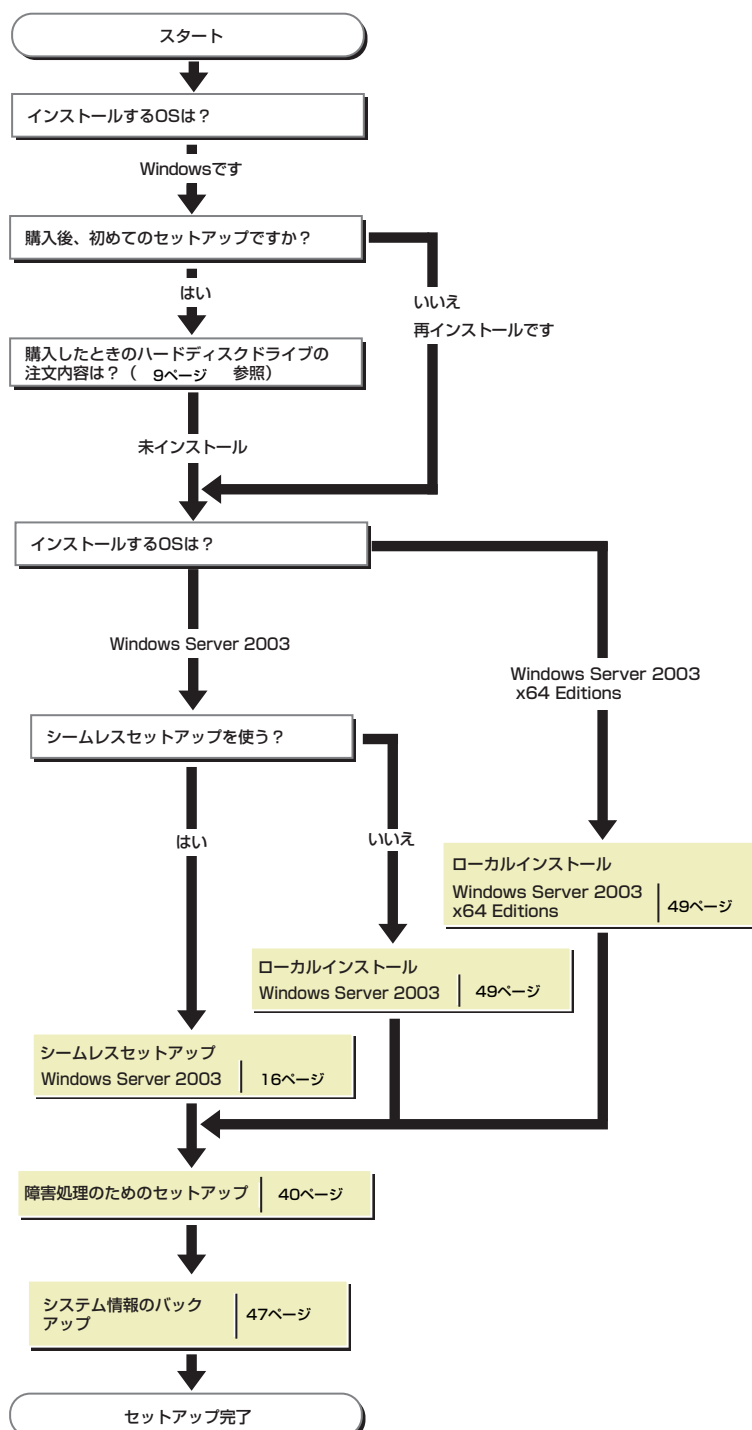 スタート
インストールするOSは？
Windowsです
購入後、初めてのセットアップですか？
はい
いいえ
再インストールです
購入したときのハードディスクドライブの
注文内容は？（ 9ページ 参照）
未インストール
インストールするOSは？
Windows Server 2003
Windows Server 2003
x64 Editions
シームレスセットアップを使う？
はい
いいえ
ローカルインストール
Windows Server 2003
x64 Editions
49ページ
ローカルインストール
Windows Server 2003
49ページ
シームレスセットアップ
Windows Server 2003
16ページ
障害処理のためのセットアップ
40ページ
システム情報のバック
アップ
47ページ
セットアップ完了